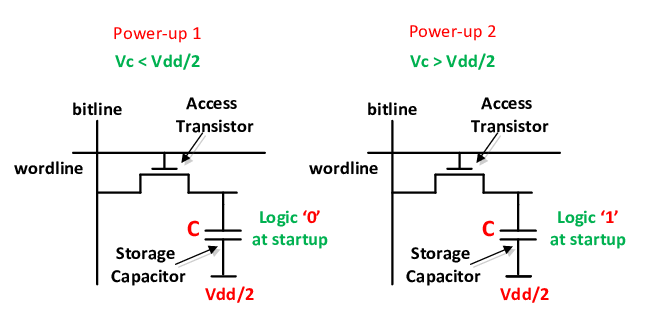 Power-up 1
Vc < Vdd/2
bitline
Access
Transistor
wordline
C
Logic ‘0’
at startup
Storage
Capacitor
Vdd/2
Power-up 2
Vc > Vdd/2
bitline
Access
Transistor
wordline
C
Logic ‘1’
at startup
Storage
Capacitor
Vdd/2